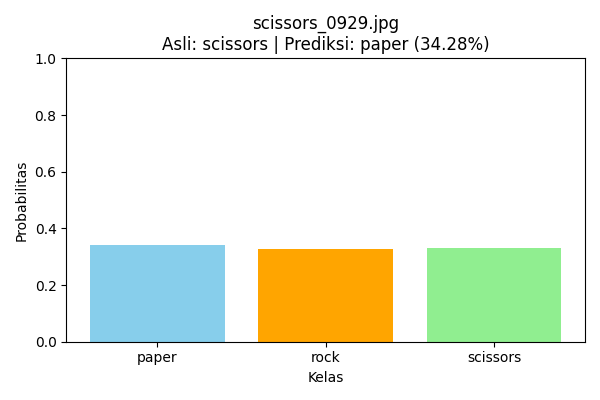 scissors_0929.jpg
Asli: scissors | Prediksi: paper (34.28%)
1.0
0.8
0.6
0.4
0.2
0.0
Probabilitas
paper rock scissors
Kelas